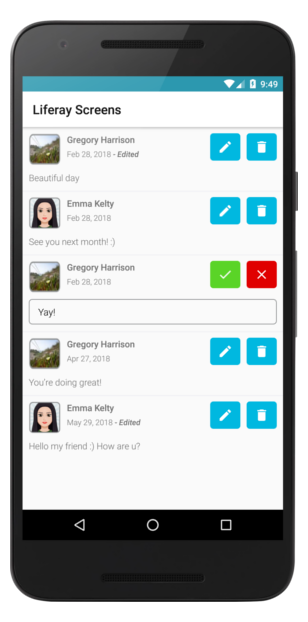 9:49
Liferay Screens
Gregory Harrison
Feb 28, 2018 - Edited
Beautiful day
Emma Kelty
Feb 28, 2018
See you next month! :)
Gregory Harrison
Feb 28, 2018
Yay!
Gregory Harrison
Apr 27, 2018
You're doing great!
Emma Kelty
May 29, 2018 - Edited
Hello my friend :) How are u?